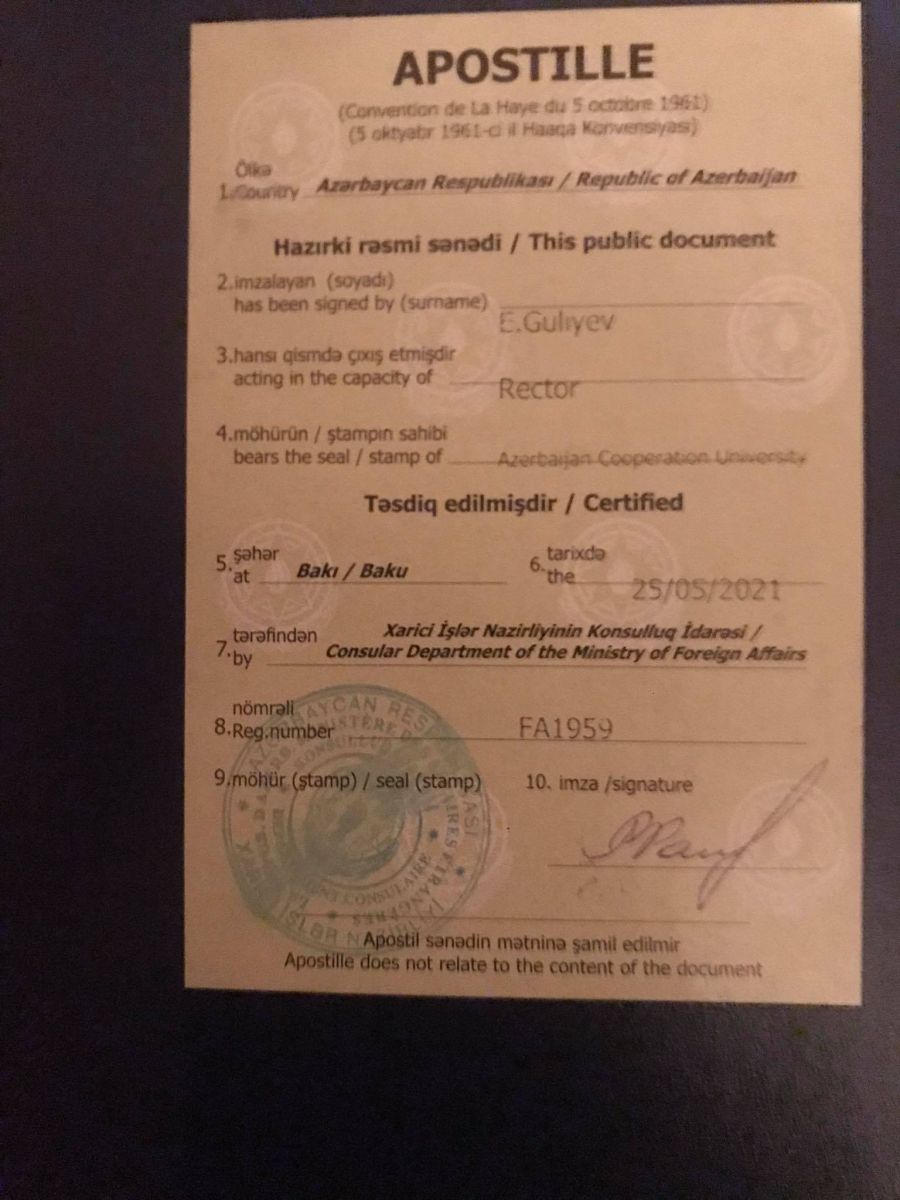 APOSTILLE
(Convention de La Haye du 5 octobre 1961)
(5 oktyabr 1961-ci il Haaqa Konvensiyası)
Ölkə
1.Country Azərbaycan Respublikası / Republic of Azerbaijan
Hazırki rəsmi sənədi / This public document
2.imzalayan (soyadı)
has been signed by (surname)
E.Guliyev
3.hansı qismdə çıxış etmişdir
acting in the capacity of
Rector
4.möhürün / ştampın sahibi
bears the seal / stamp of Azerbaijan Cooperation University
Təsdiq edilmişdir / Certified
5.şəhər
at Bakı / Baku
6.tarixdə
the 25/05/2021
7.tərəfindən
by Xarici İşlər Nazirliyinin Konsulluq İdarəsi /
Consular Department of the Ministry of Foreign Affairs
nömrəli
8.Reg.number FA1959
9.möhür (ştamp) / seal (stamp) 10. imza /signature
AZƏRBAYCAN
CONSULAIRE
Apostil sənədin mətninə şamil edilmir
Apostille does not relate to the content of the document